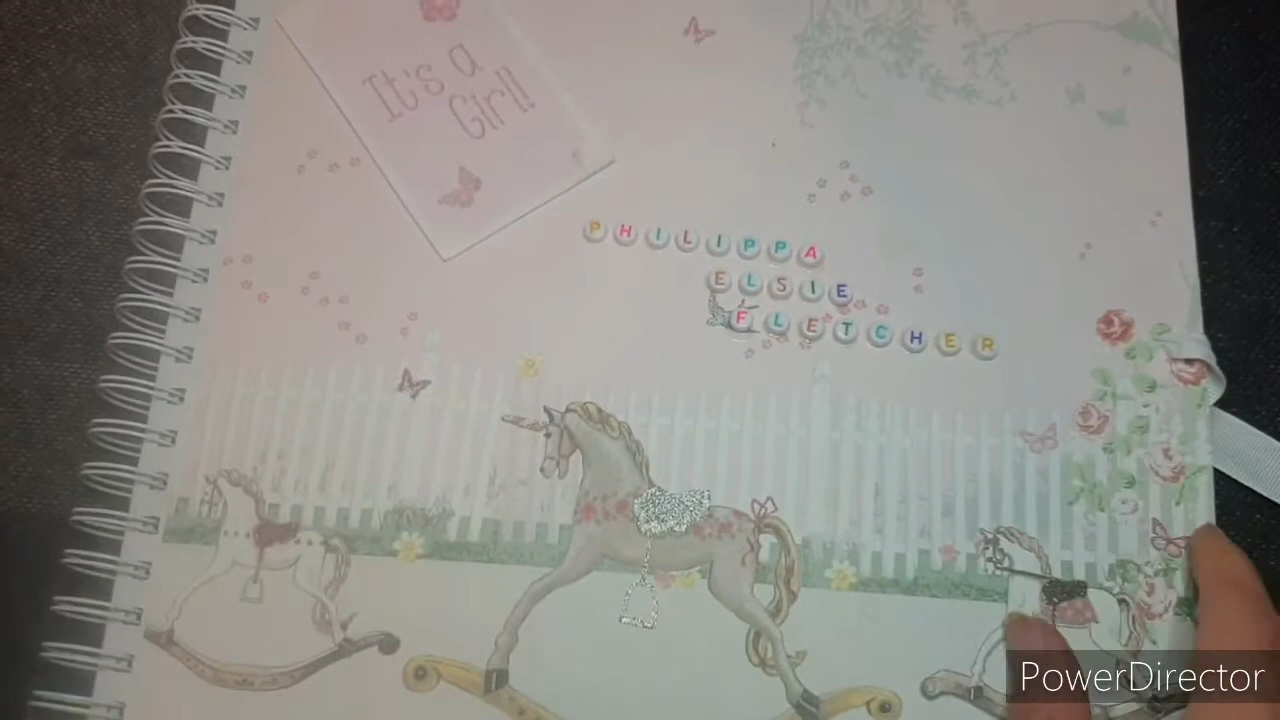 It's a
Girl!
PHILIPPA
ELSIE
FLETCHER
PowerDirector